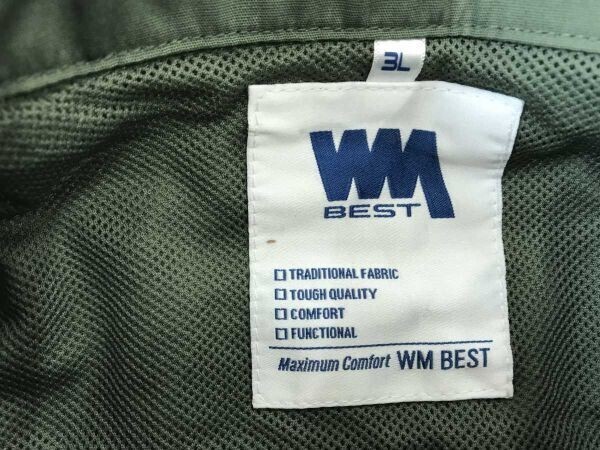 3L
WM
BEST
☐ TRADITIONAL FABRIC
☐ TOUGH QUALITY
☐ COMFORT
☐ FUNCTIONAL
Maximum Comfort WM BEST